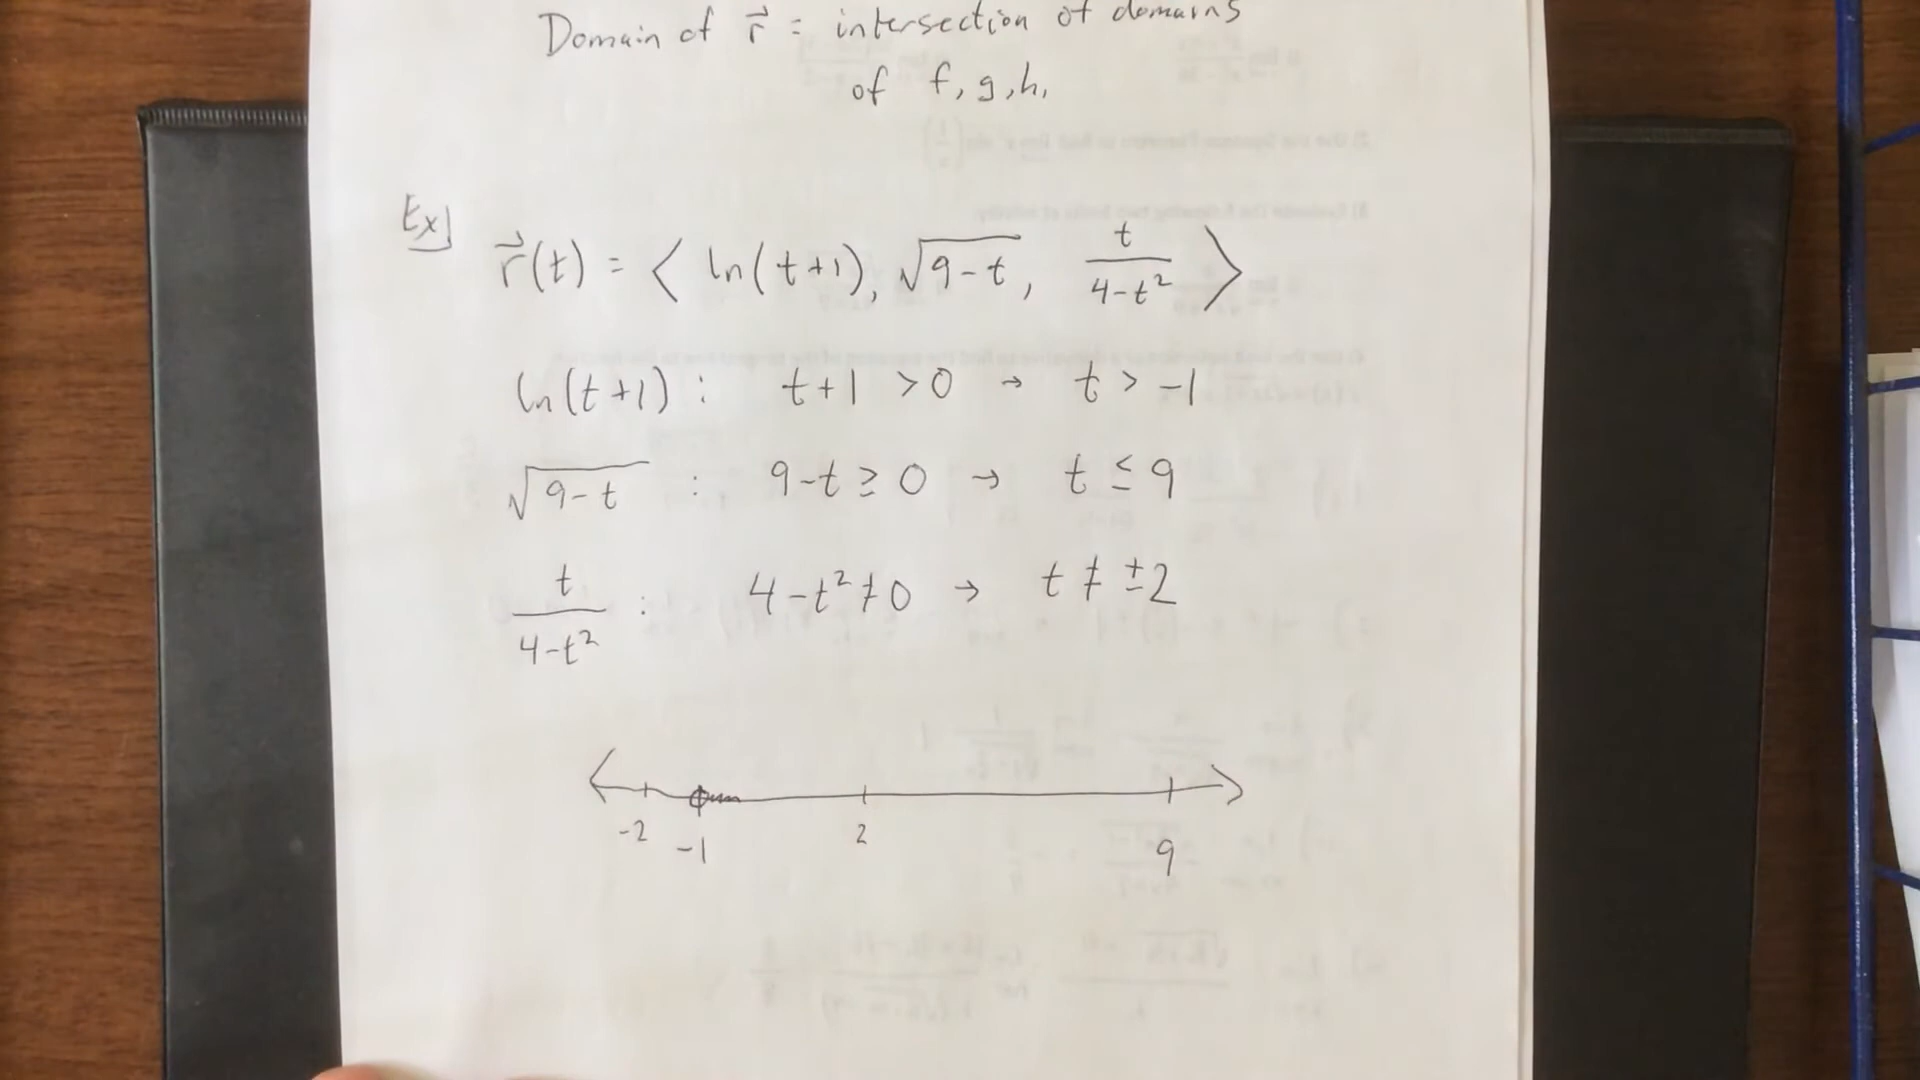 Domain of r⃗ = intersection of domains
of f, g, h.
Ex]
r⃗(t) = < ln(t+1), √(9-t), t/(4-t²) >
ln(t+1) : t+1 > 0 → t > -1
√(9-t) : 9-t ≥ 0 → t ≤ 9
t/(4-t²) : 4-t² ≠ 0 → t ≠ ±2
-2 -1 2 9